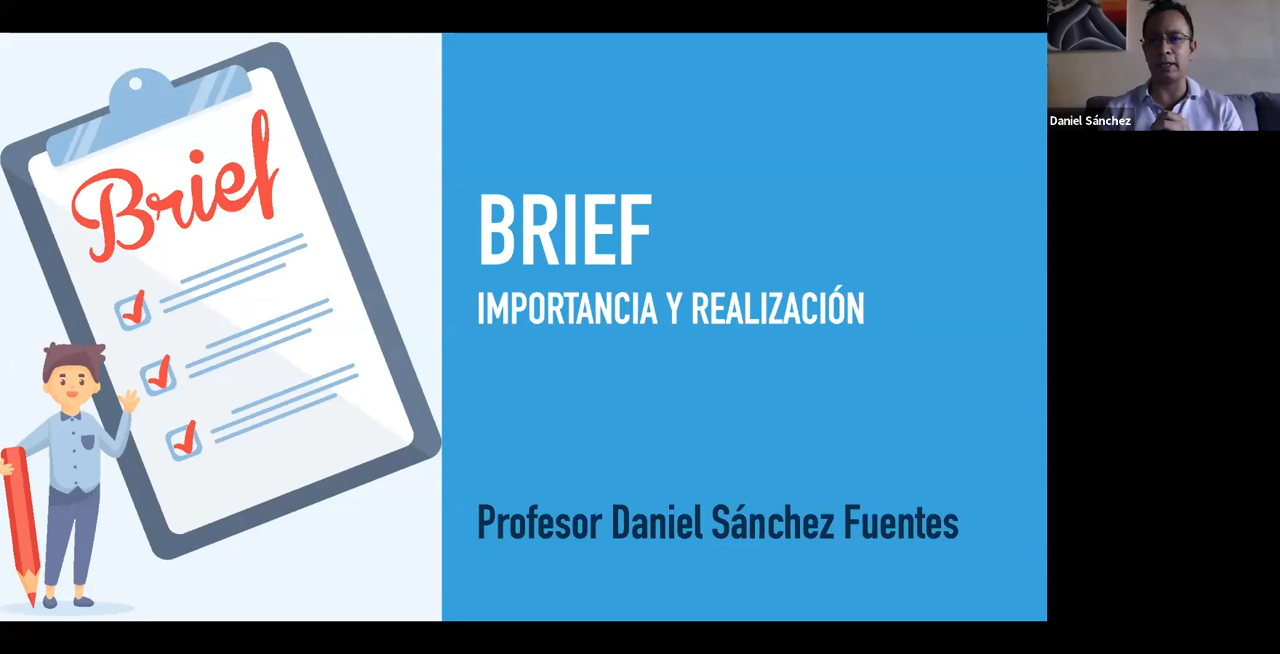 Brief
BRIEF
IMPORTANCIA Y REALIZACIÓN
Profesor Daniel Sánchez Fuentes
Daniel Sánchez